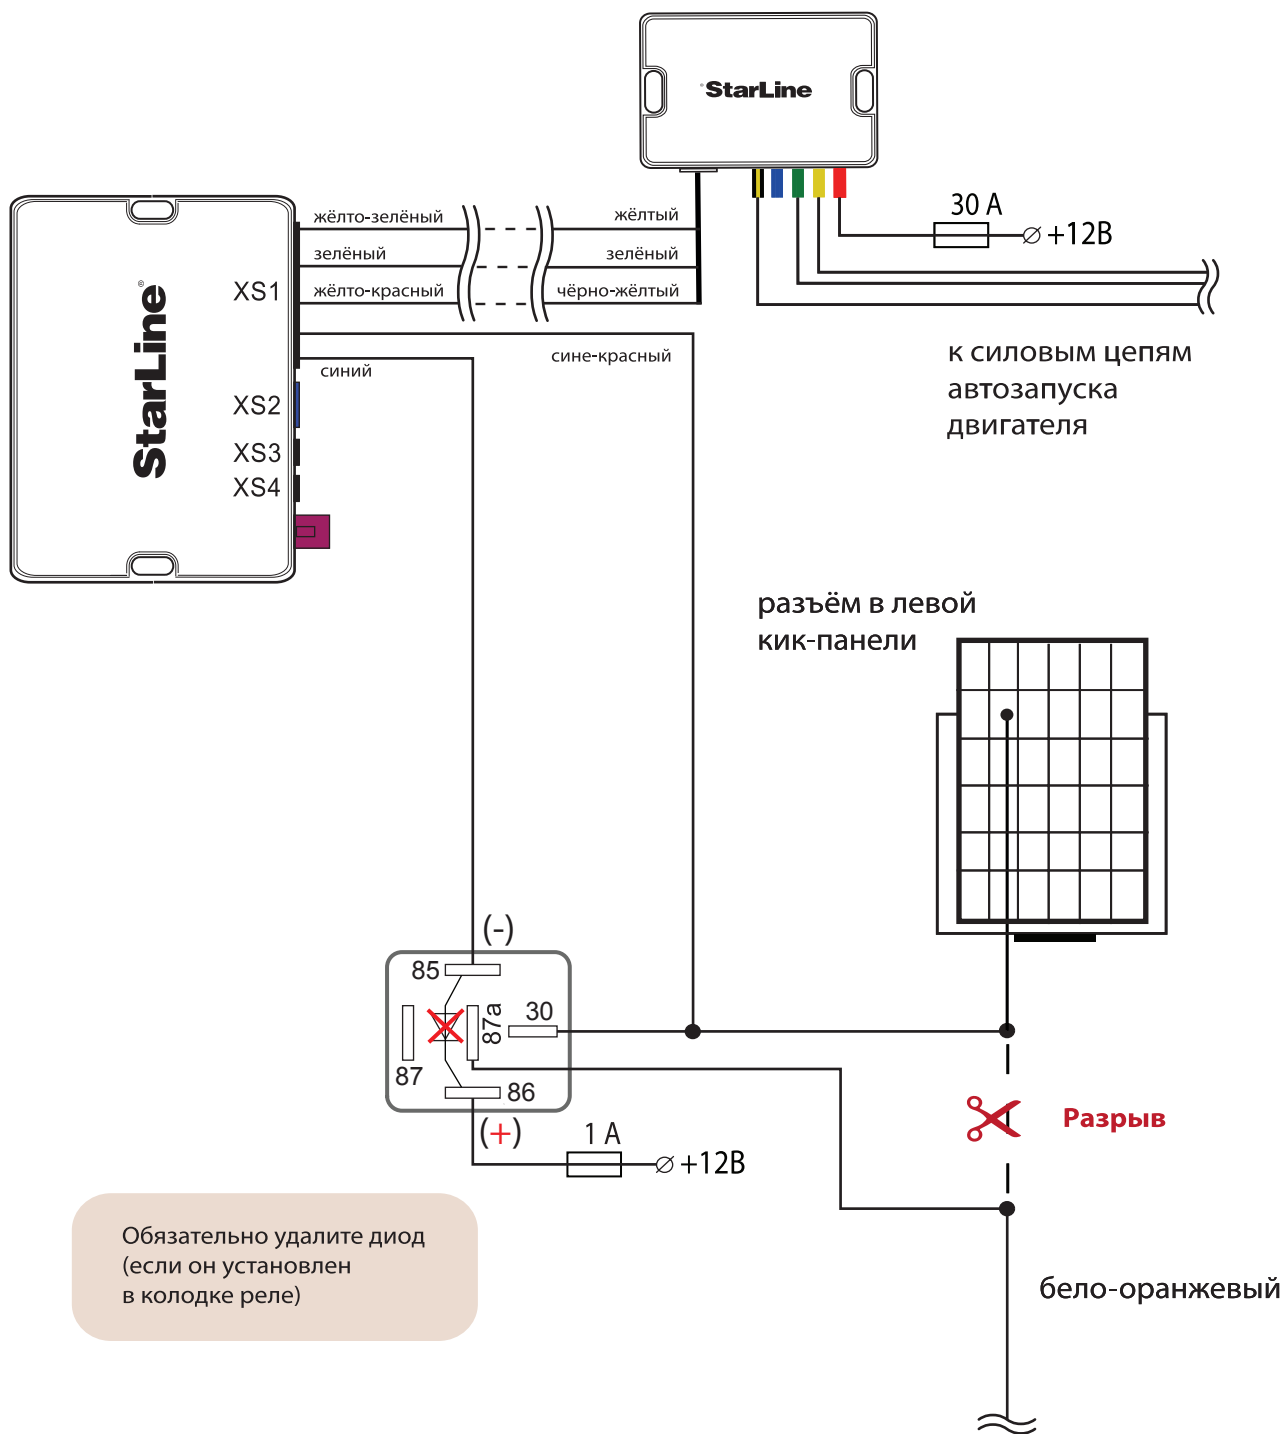 StarLine
30 А
+12В
жёлто-зелёный
жёлтый
зелёный
зелёный
жёлто-красный
чёрно-жёлтый
XS1
сине-красный
синий
StarLine
XS2
XS3
XS4
к силовым цепям
автозапуска
двигателя
разъём в левой
кик-панели
(-)
85
87а
30
87
86
(+)
1 А
+12В
Разрыв
Обязательно удалите диод
(если он установлен
в колодке реле)
бело-оранжевый